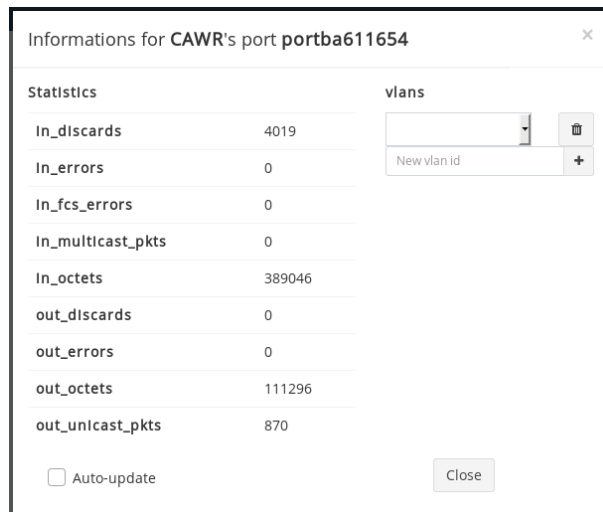 Informations for CAWR's port portba611654 ×
Statistics
in_discards 4019
in_errors 0
in_fcs_errors 0
in_multicast_pkts 0
in_octets 389046
out_discards 0
out_errors 0
out_octets 111296
out_unicast_pkts 870
vlans
New vlan id +
Auto-update
Close